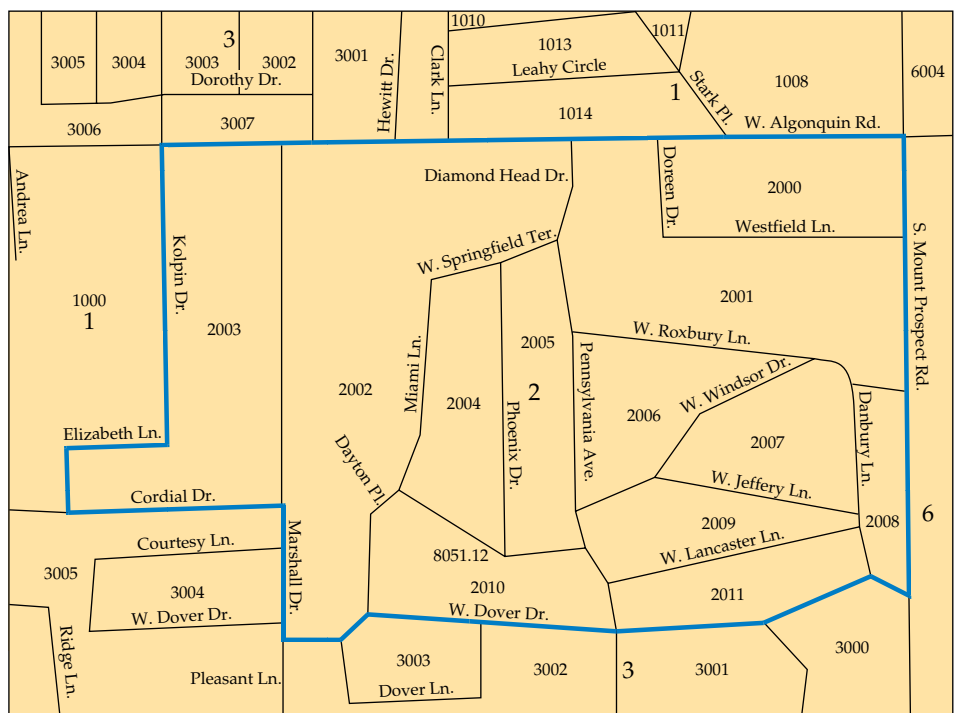 1010
1011
3
3005
3004
3003
3002
3001
Hewitt Dr.
Clark Ln.
1013
Leahy Circle
Stark Pl.
1008
6004
Dorothy Dr.
1
1014
W. Algonquin Rd.
3006
3007
Andrea Ln.
Kolpin Dr.
Diamond Head Dr.
Doreen Dr.
2000
Westfield Ln.
S. Mount Prospect Rd.
W. Springfield Ter.
1000
1
2003
2001
2005
W. Roxbury Ln.
Miami Ln.
2002
2004
2
Pennsylvania Ave.
Phoenix Dr.
2006
W. Windsor Dr.
Danbury Ln.
2007
Elizabeth Ln.
Dayton Pl.
W. Jeffery Ln.
Cordial Dr.
Marshall Dr.
2009
2008
6
Courtesy Ln.
8051.12
W. Lancaster Ln.
3005
3004
2010
2011
W. Dover Dr.
W. Dover Dr.
Ridge Ln.
3003
3002
3
3001
3000
Pleasant Ln.
Dover Ln.